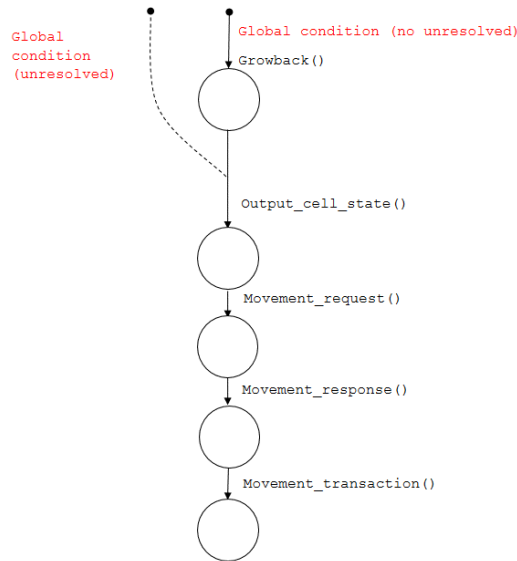 Global
condition
(unresolved)
Global condition (no unresolved)
Growback()
Output_cell_state()
Movement_request()
Movement_response()
Movement_transaction()